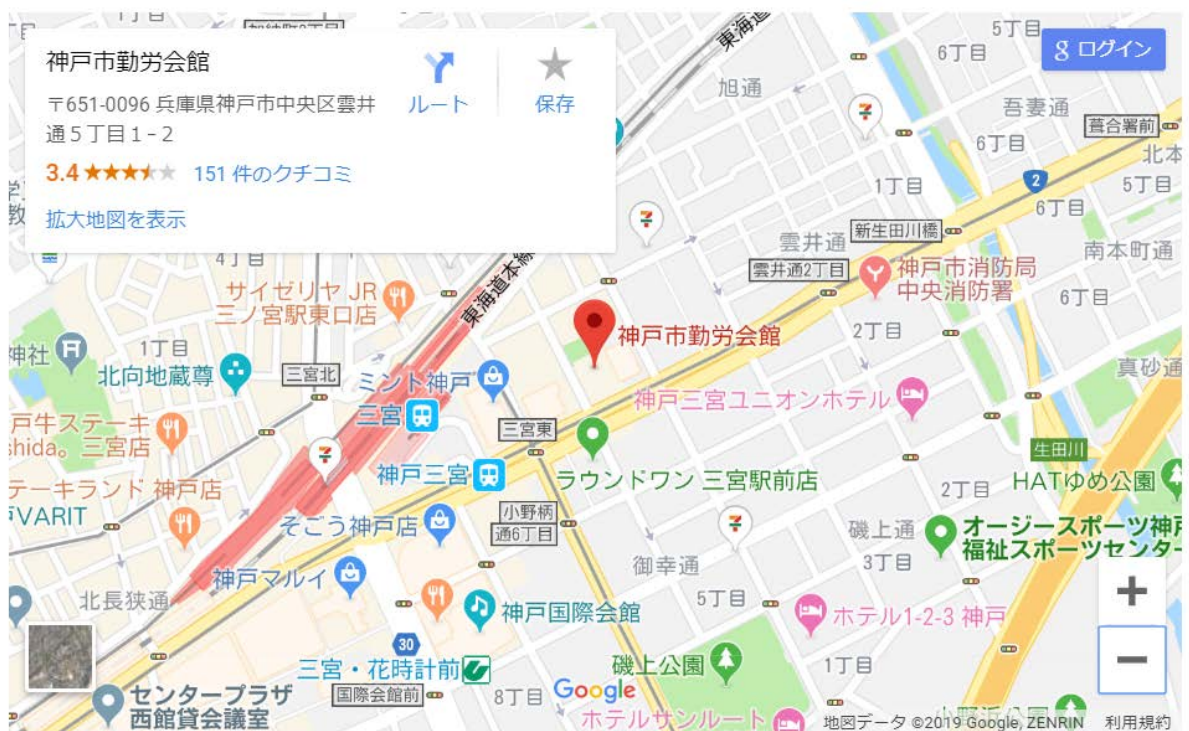 神戸市勤労会館
〒651-0096 兵庫県神戸市中央区雲井
通5丁目1-2
3.4
151 件のクチコミ
拡大地図を表示
ルート
保存
g ログイン
東海道
5丁目
6丁目
旭通
吾妻通
葺合署前
6丁目
北本
2
1丁目
5丁目
6丁目
新生田川橋
雲井通
南本町通
雲井通2丁目
神戸市消防局
中央消防署
6丁目
4丁目
東海道本線
サイゼリヤ JR
三ノ宮駅東口店
神戸市勤労会館
2丁目
神社
1丁目
北向地蔵尊
三宮北
ミント神戸
真砂通
三宮
神戸三宮ユニオンホテル
戸牛ステーキ
shida。三宮店
三宮東
生田川
神戸三宮
ラウンドワン 三宮駅前店
2丁目
HATゆめ公園
テーキランド 神戸店
VARIT
そごう神戸店
小野柄
通6丁目
磯上通
3丁目
オージースポーツ神戸
福祉スポーツセンター
御幸通
神戸マルイ
北長狭通
5丁目
神戸国際会館
ホテル1-2-3 神戸
30
三宮・花時計前
磯上公園
1丁目
センタープラザ
西館貸会議室
国際会館前
8丁目
Google
ホテルサンルート
小野浜公園
地図データ ©2019 Google, ZENRIN
利用規約
+
−